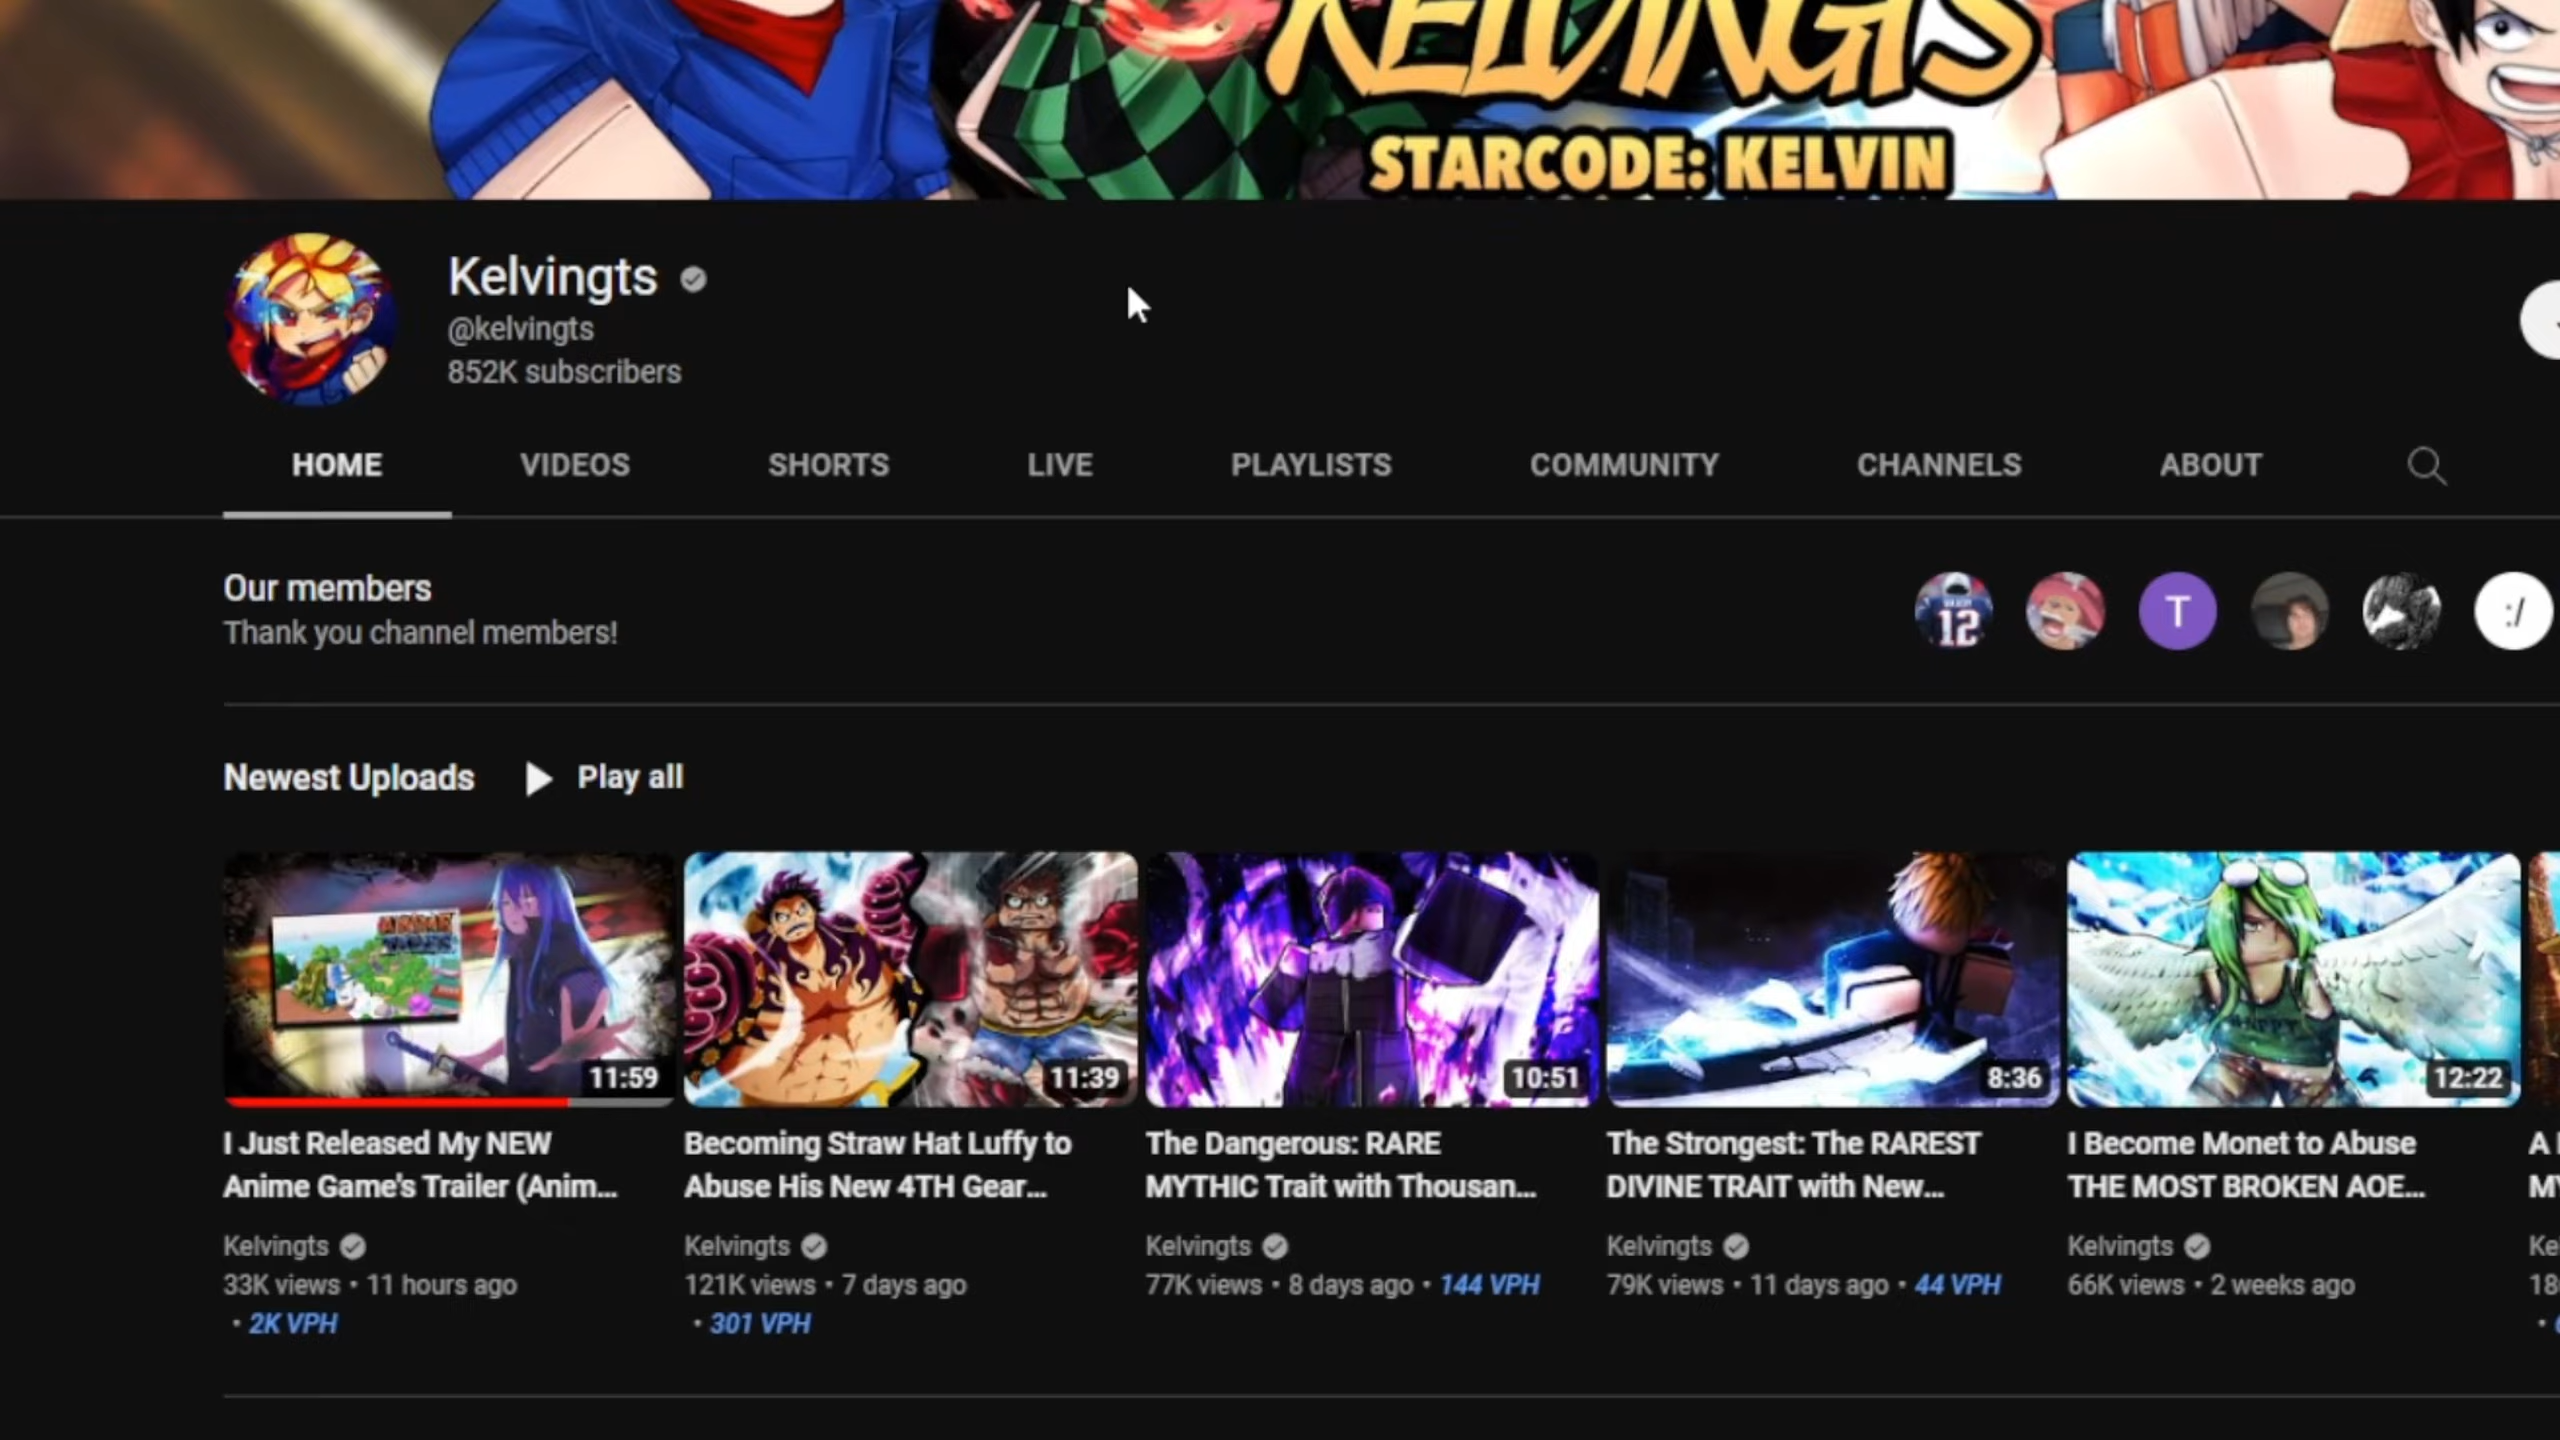 KELVINGTS
STARCODE: KELVIN
Kelvingts
@kelvingts
852K subscribers
HOME VIDEOS SHORTS LIVE PLAYLISTS COMMUNITY CHANNELS ABOUT
Our members
Thank you channel members!
12
T
:/
Newest Uploads Play all
11:59
11:39
10:51
8:36
12:22
I Just Released My NEW
Anime Game's Trailer (Anim...
Kelvingts
33K views • 11 hours ago
• 2K VPH
Becoming Straw Hat Luffy to
Abuse His New 4TH Gear...
Kelvingts
121K views • 7 days ago
• 301 VPH
The Dangerous: RARE
MYTHIC Trait with Thousan...
Kelvingts
77K views • 8 days ago • 144 VPH
The Strongest: The RAREST
DIVINE TRAIT with New...
Kelvingts
79K views • 11 days ago • 44 VPH
I Become Monet to Abuse
THE MOST BROKEN AOE...
Kelvingts
66K views • 2 weeks ago
A
Ke
18